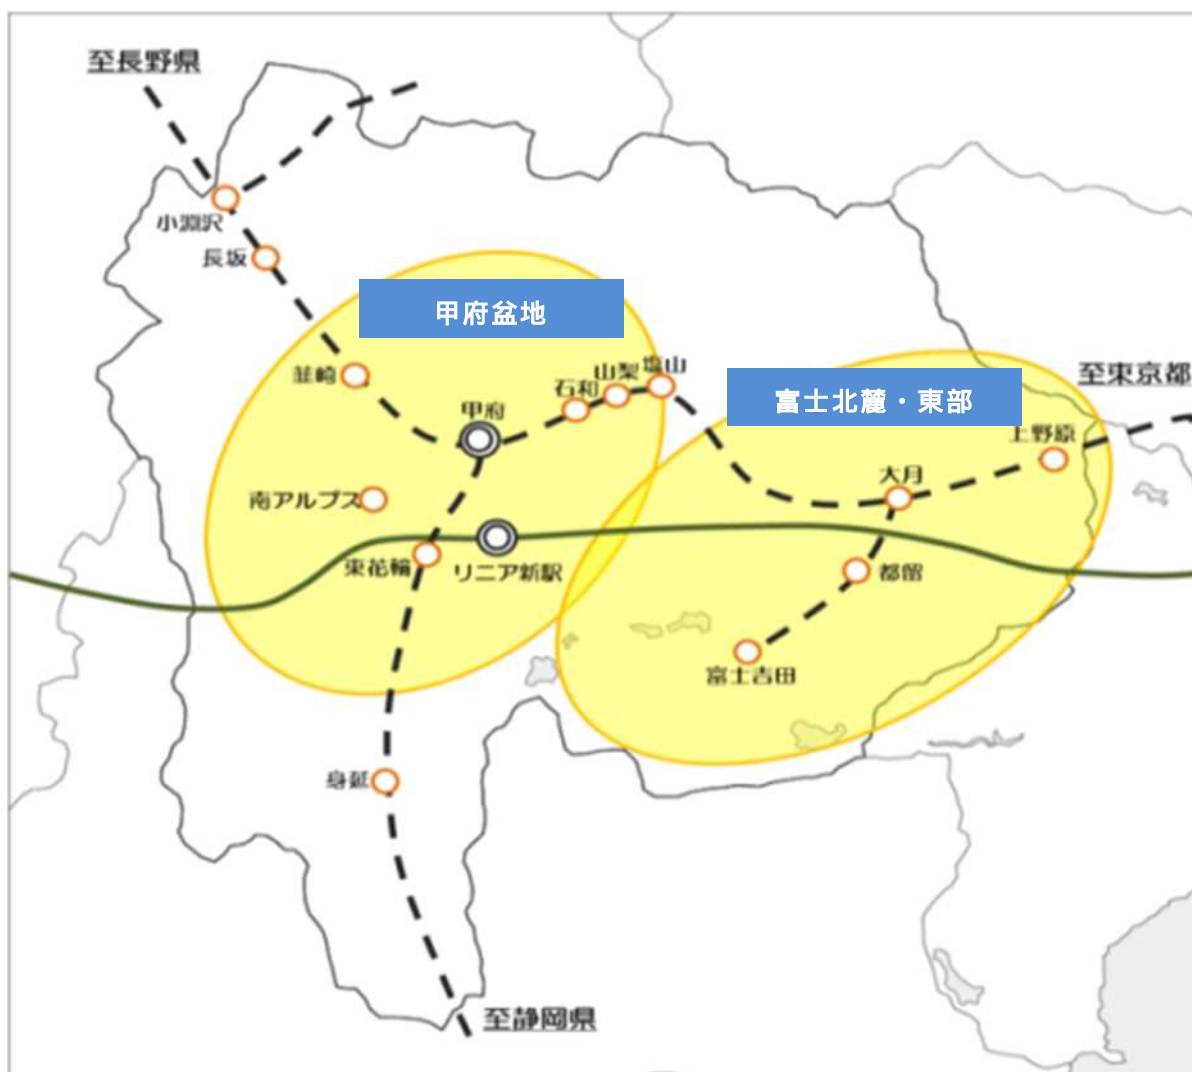 至長野県
小淵沢
長坂
甲府盆地
韮崎
甲府
石和
山梨
塩山
富士北麓・東部
至東京都
上野原
大月
南アルプス
東花輪
リニア新駅
都留
富士吉田
身延
至静岡県